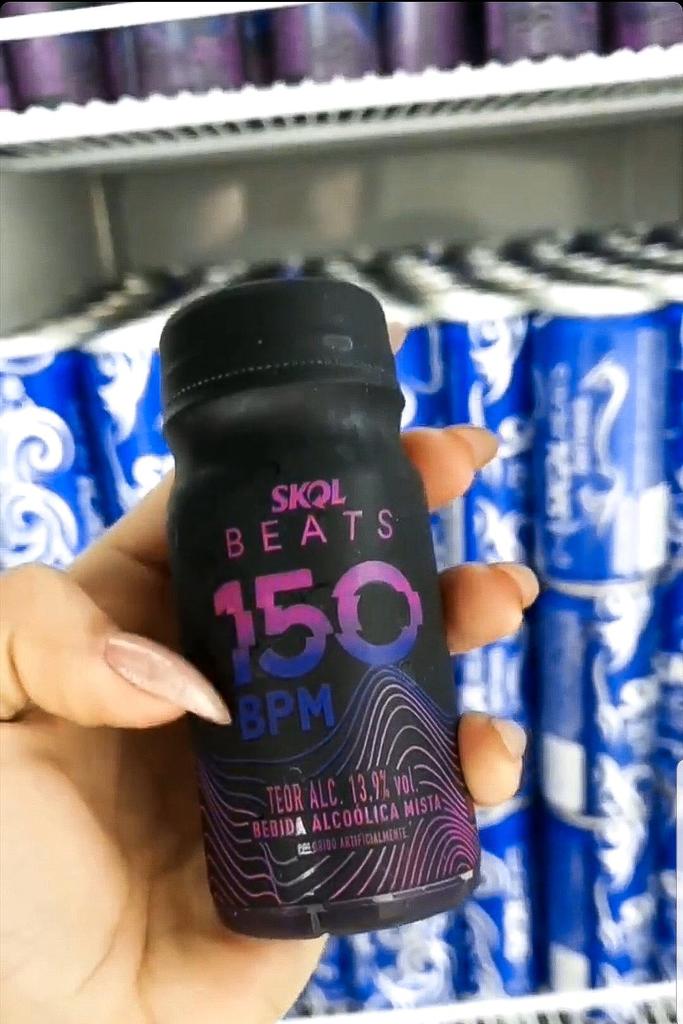 SKOL
BEATS
150
BPM
TEOR ALC. 13,9% vol.
BEBIDA ALCOÓLICA MISTA
ARTIFICIALMENTE